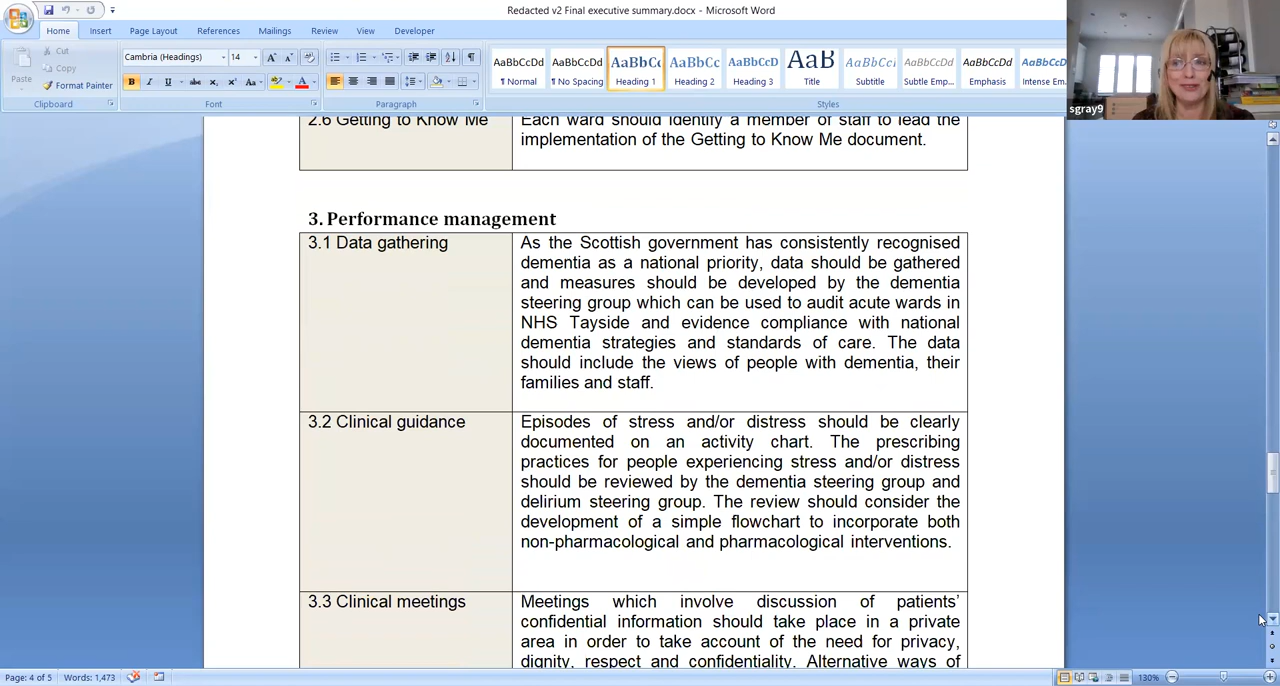 Redacted v2 Final executive summary.docx - Microsoft Word
Home Insert Page Layout References Mailings Review View Developer
Cut
Copy
Format Painter
Paste
Clipboard
Cambria (Headings) 14
Font
Paragraph
AaBbCcDd AaBbCcDd AaBbCc AaBbCc AaBbCcD AaB AaBbCcI AaBbCcDd AaBbCcDd AaBbCcDd
¶ Normal ¶ No Spacing Heading 1 Heading 2 Heading 3 Title Subtitle Subtle Emp... Emphasis Intense Em...
Styles
sgray9
2.6 Getting to Know Me
Each ward should identify a member of staff to lead the
implementation of the Getting to Know Me document.
3. Performance management
3.1 Data gathering
As the Scottish government has consistently recognised
dementia as a national priority, data should be gathered
and measures should be developed by the dementia
steering group which can be used to audit acute wards in
NHS Tayside and evidence compliance with national
dementia strategies and standards of care. The data
should include the views of people with dementia, their
families and staff.
3.2 Clinical guidance
Episodes of stress and/or distress should be clearly
documented on an activity chart. The prescribing
practices for people experiencing stress and/or distress
should be reviewed by the dementia steering group and
delirium steering group. The review should consider the
development of a simple flowchart to incorporate both
non-pharmacological and pharmacological interventions.
3.3 Clinical meetings
Meetings which involve discussion of patients’
confidential information should take place in a private
area in order to take account of the need for privacy,
dignity, respect and confidentiality. Alternative ways of
Page: 4 of 5 Words: 1,473
130%